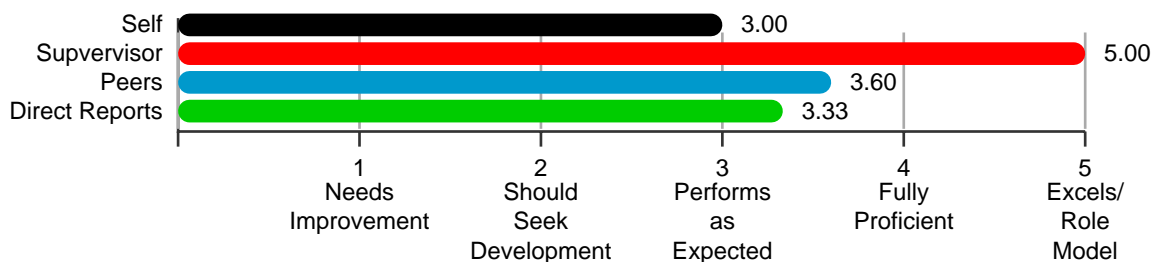 Self 3.00
Supvervisor 5.00
Peers 3.60
Direct Reports 3.33
1 2 3 4 5
Needs Should Performs Fully Excels/
Improvement Seek as Proficient Role
Development Expected Model